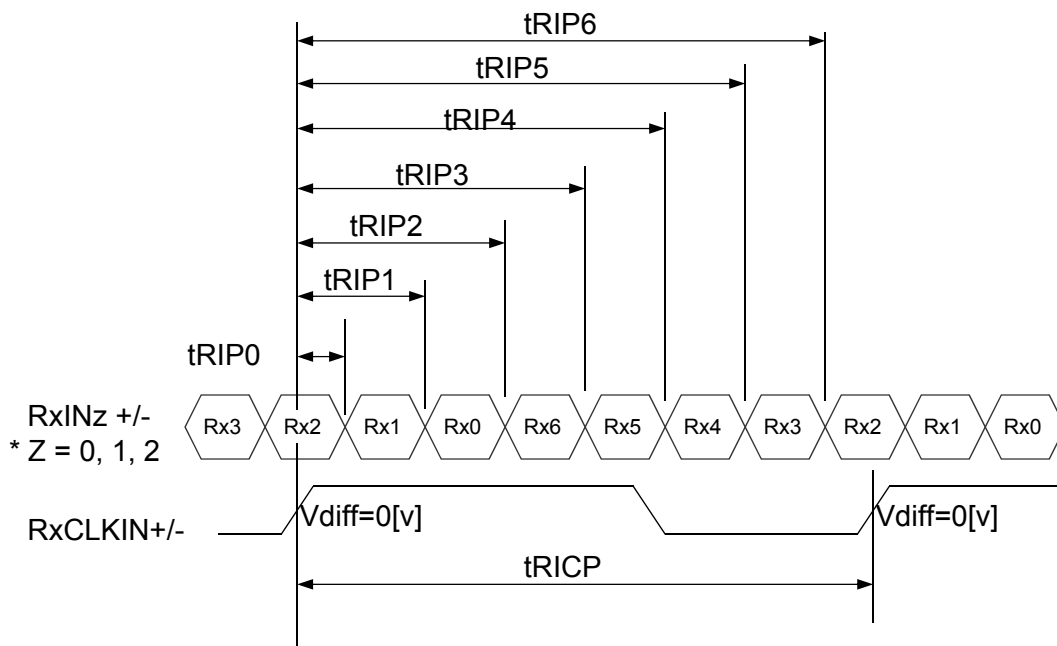 tRIP6
tRIP5
tRIP4
tRIP3
tRIP2
tRIP1
tRIP0
RxINz +/-
* Z = 0, 1, 2
Rx3 Rx2 Rx1 Rx0 Rx6 Rx5 Rx4 Rx3 Rx2 Rx1 Rx0
RxCLKIN+/- Vdiff=0[v] Vdiff=0[v]
tRICP